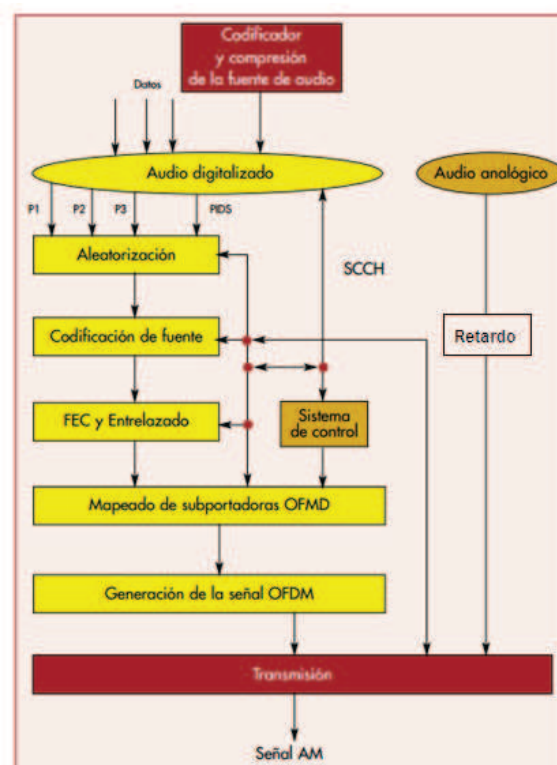 Codificador
y compresión
de la fuente de audio
Datos
Audio digitalizado
Audio analógico
P1
P2
P3
PIDS
Aleatorización
SCCH
Codificación de fuente
Retardo
FEC y Entrelazado
Sistema
de control
Mapeado de subportadoras OFMD
Generación de la señal OFDM
Transmisión
Señal AM